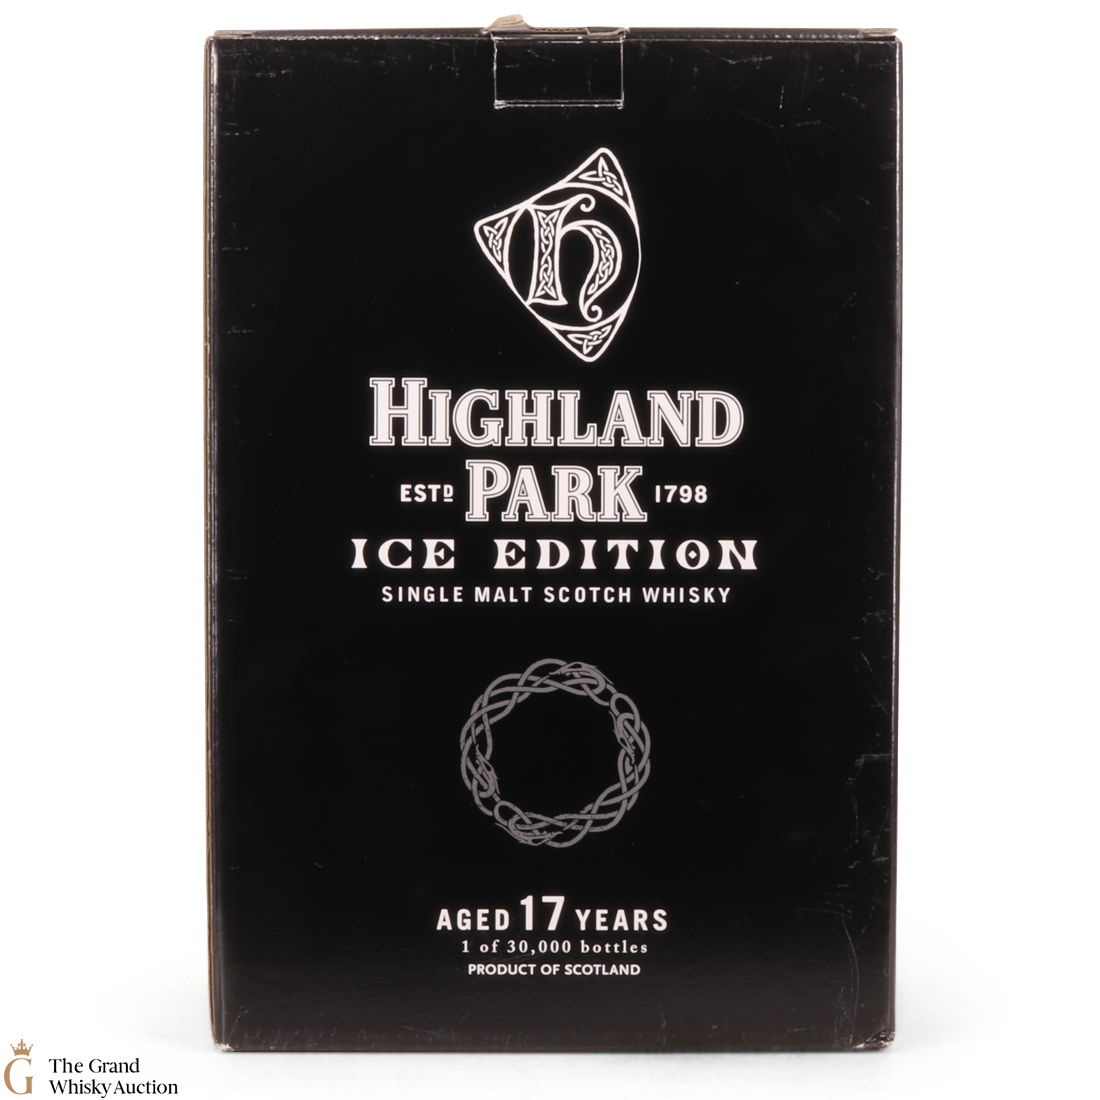 h
HIGHLAND
ESTD PARK 1798
ICE EDITION
SINGLE MALT SCOTCH WHISKY
AGED 17 YEARS
1 of 30,000 bottles
PRODUCT OF SCOTLAND
G The Grand
Whisky Auction